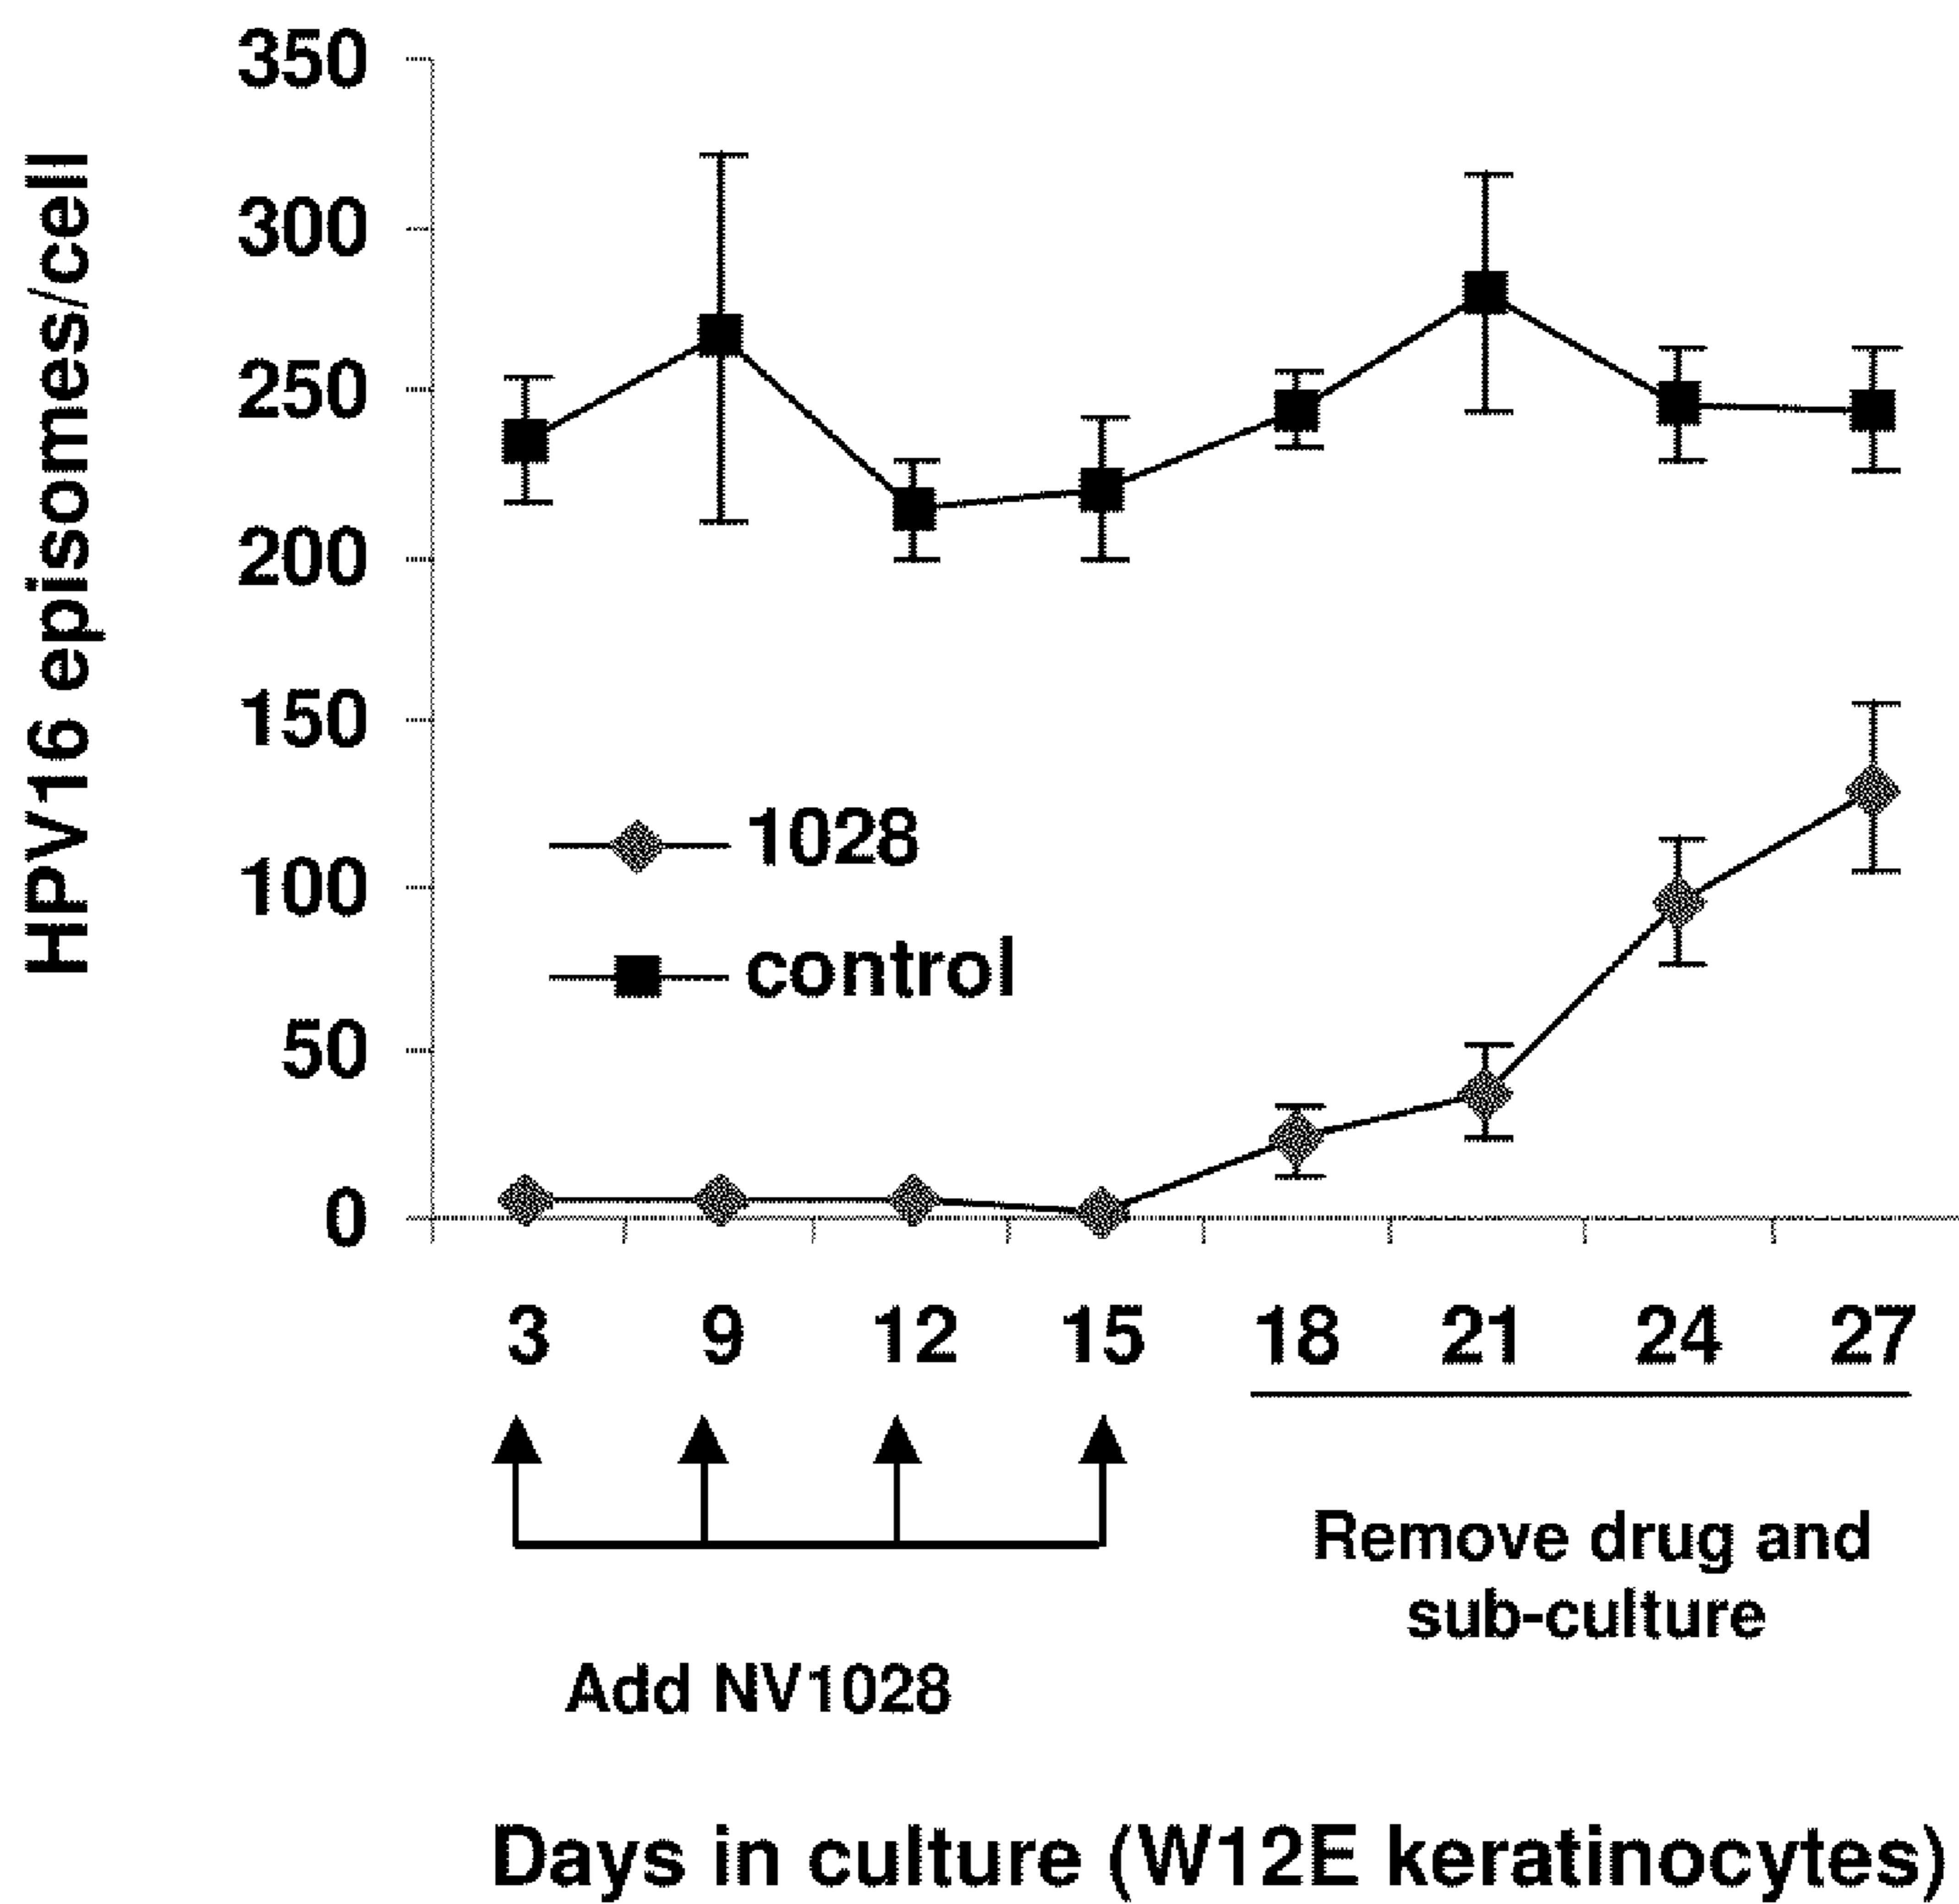 HPV16 episomes/cell
350
300
250
200
150
100
50
0
1028
control
3 9 12 15 18 21 24 27
Add NV1028
Remove drug and
sub-culture
Days in culture (W12E keratinocytes)